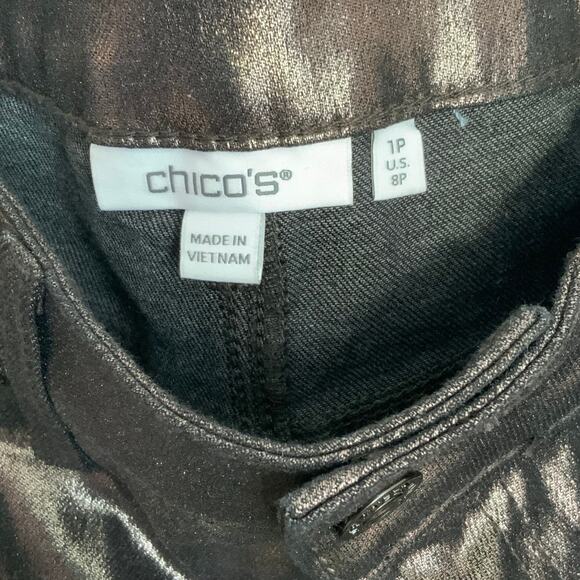 chico's®
1P
U.S.
8P
MADE IN
VIETNAM